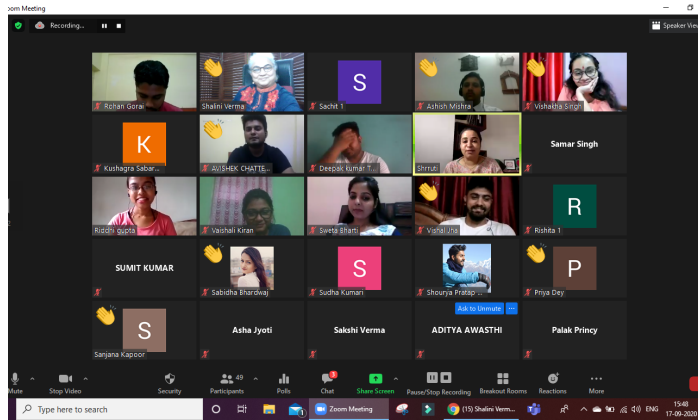 Zoom Meeting
Recording...
Speaker View
Rohan Gorai
Shalini Verma
S
Sachit 1
Ashish Mishra
Vishakha Singh
K
Kushagra Sabar...
AVISHEK CHATTE...
Deepak kumar T...
Shrruti
Samar Singh
Riddhi gupta
Vaishali Kiran
Sweta Bharti
Vishal Jha
R
Rishita 1
SUMIT KUMAR
Sabidha Bhardwaj
S
Sudha Kumari
Shourya Pratap ...
P
Priya Dey
S
Sanjana Kapoor
Asha Jyoti
Sakshi Verma
Ask to Unmute ...
ADITYA AWASTHI
Palak Princy
Mute
Stop Video
Security
49
Participants
Polls
3
Chat
Share Screen
Pause/Stop Recording
Breakout Rooms
Reactions
More
Type here to search
Zoom Meeting
(15) Shalini Verm...
ENG
15:48
17-09-202